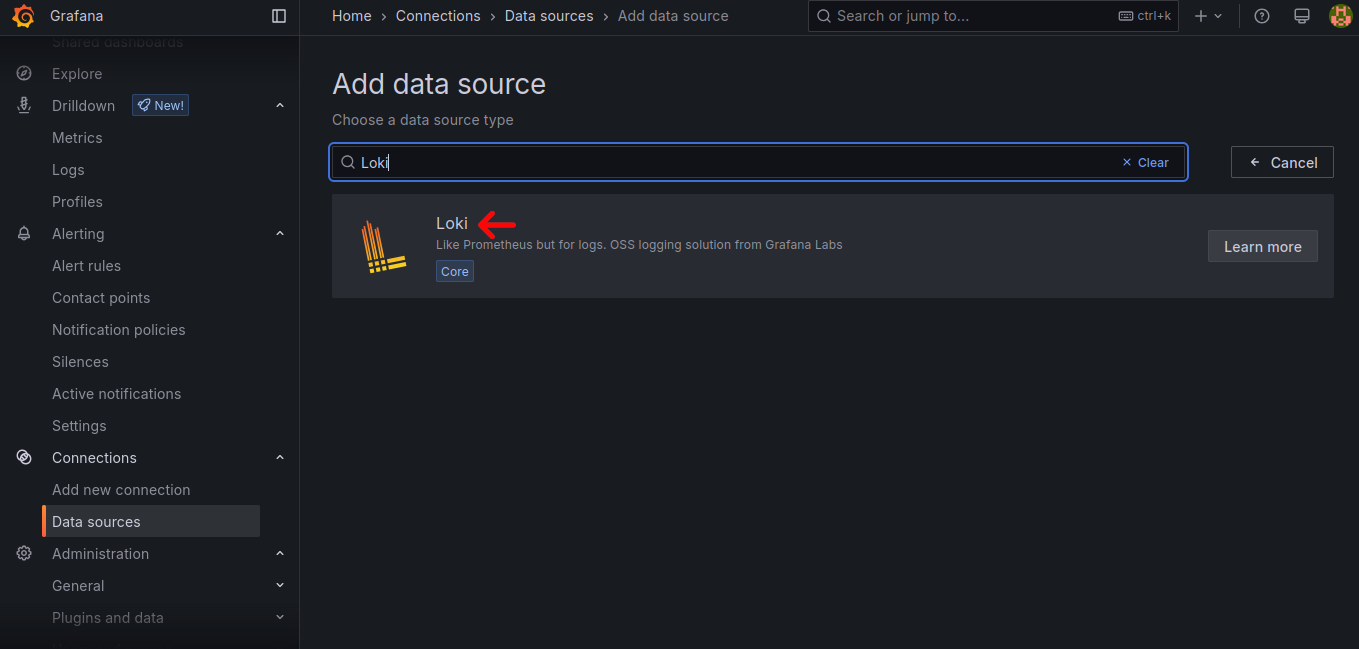 Grafana
Home › Connections › Data sources › Add data source
Search or jump to...
ctrl+k
Shared dashboards
Explore
Drilldown
New!
Metrics
Logs
Profiles
Alerting
Alert rules
Contact points
Notification policies
Silences
Active notifications
Settings
Connections
Add new connection
Data sources
Administration
General
Plugins and data
Add data source
Choose a data source type
Loki
Clear
Cancel
Loki
Like Prometheus but for logs. OSS logging solution from Grafana Labs
Core
Learn more